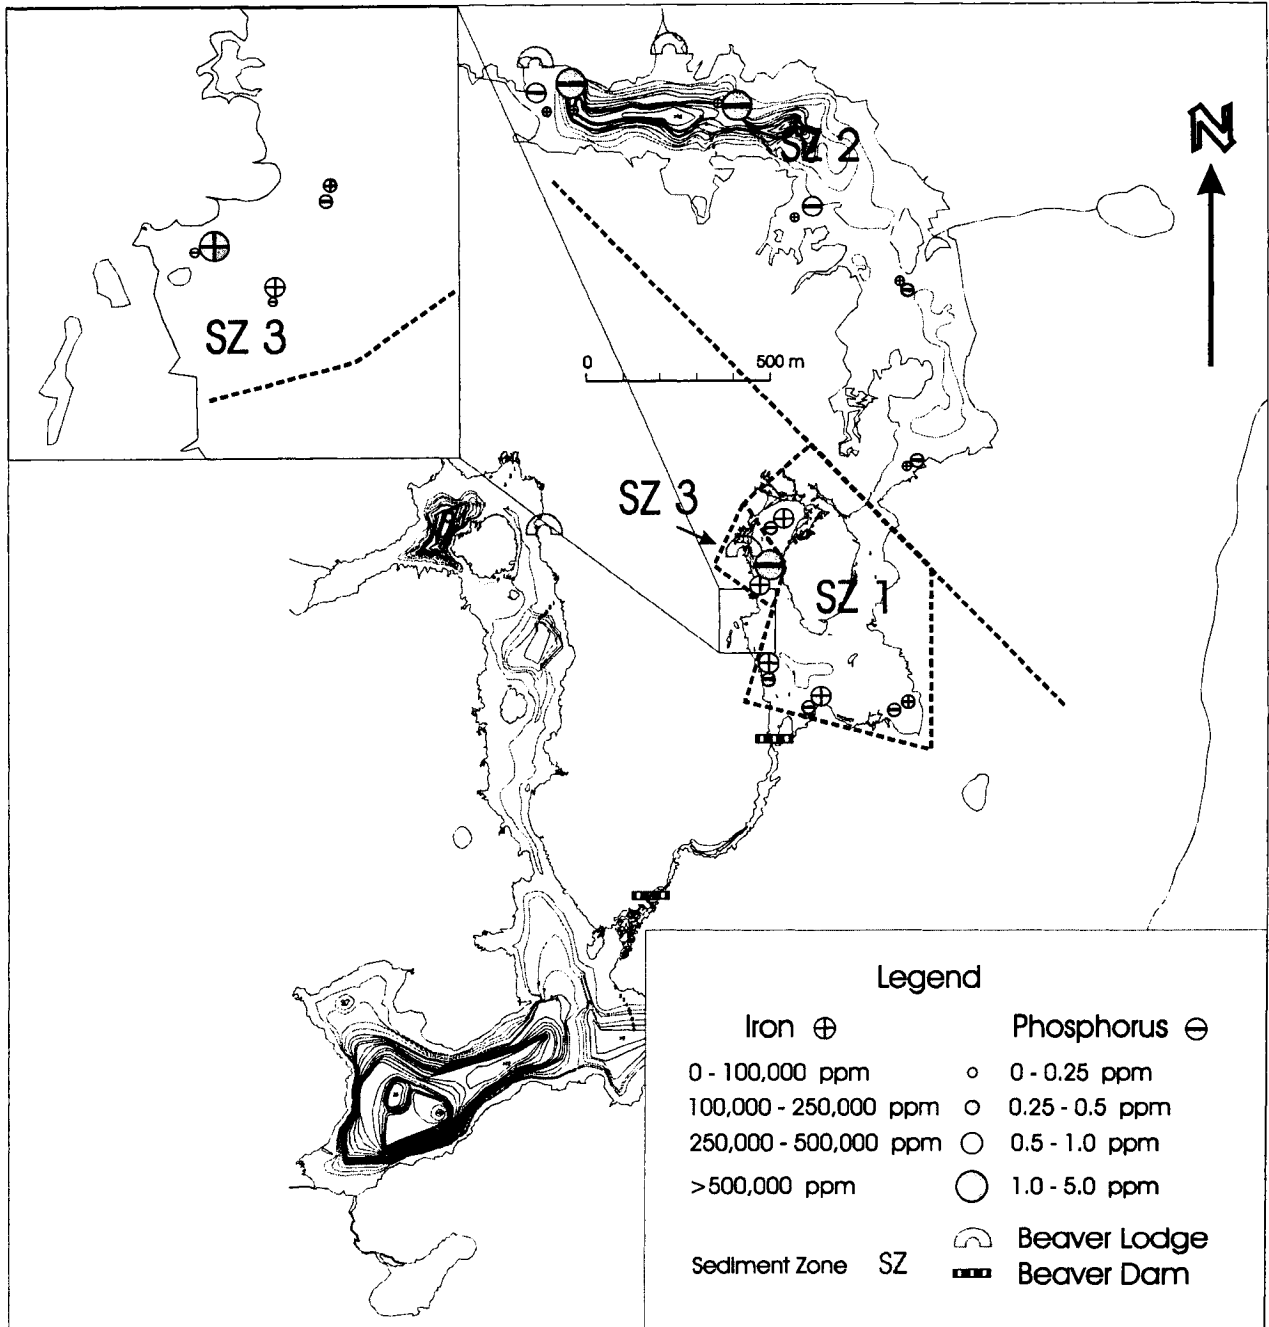 SZ 2
N
SZ 3
0 500 m
SZ 3
SZ 1
Legend
Iron Phosphorus
0 - 100,000 ppm 0 - 0.25 ppm
100,000 - 250,000 ppm 0.25 - 0.5 ppm
250,000 - 500,000 ppm 0.5 - 1.0 ppm
>500,000 ppm 1.0 - 5.0 ppm
Beaver Lodge
Sediment Zone SZ
Beaver Dam